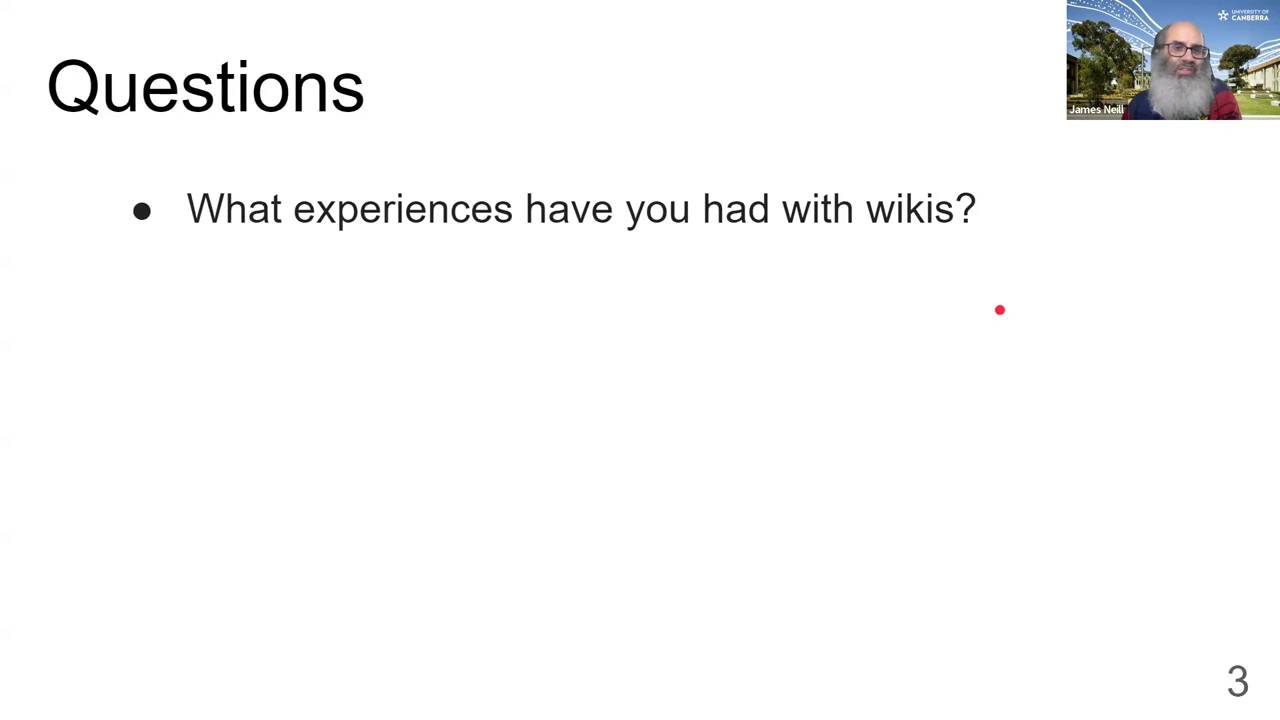 Questions
UNIVERSITY OF
CANBERRA
James Neill
● What experiences have you had with wikis?
3